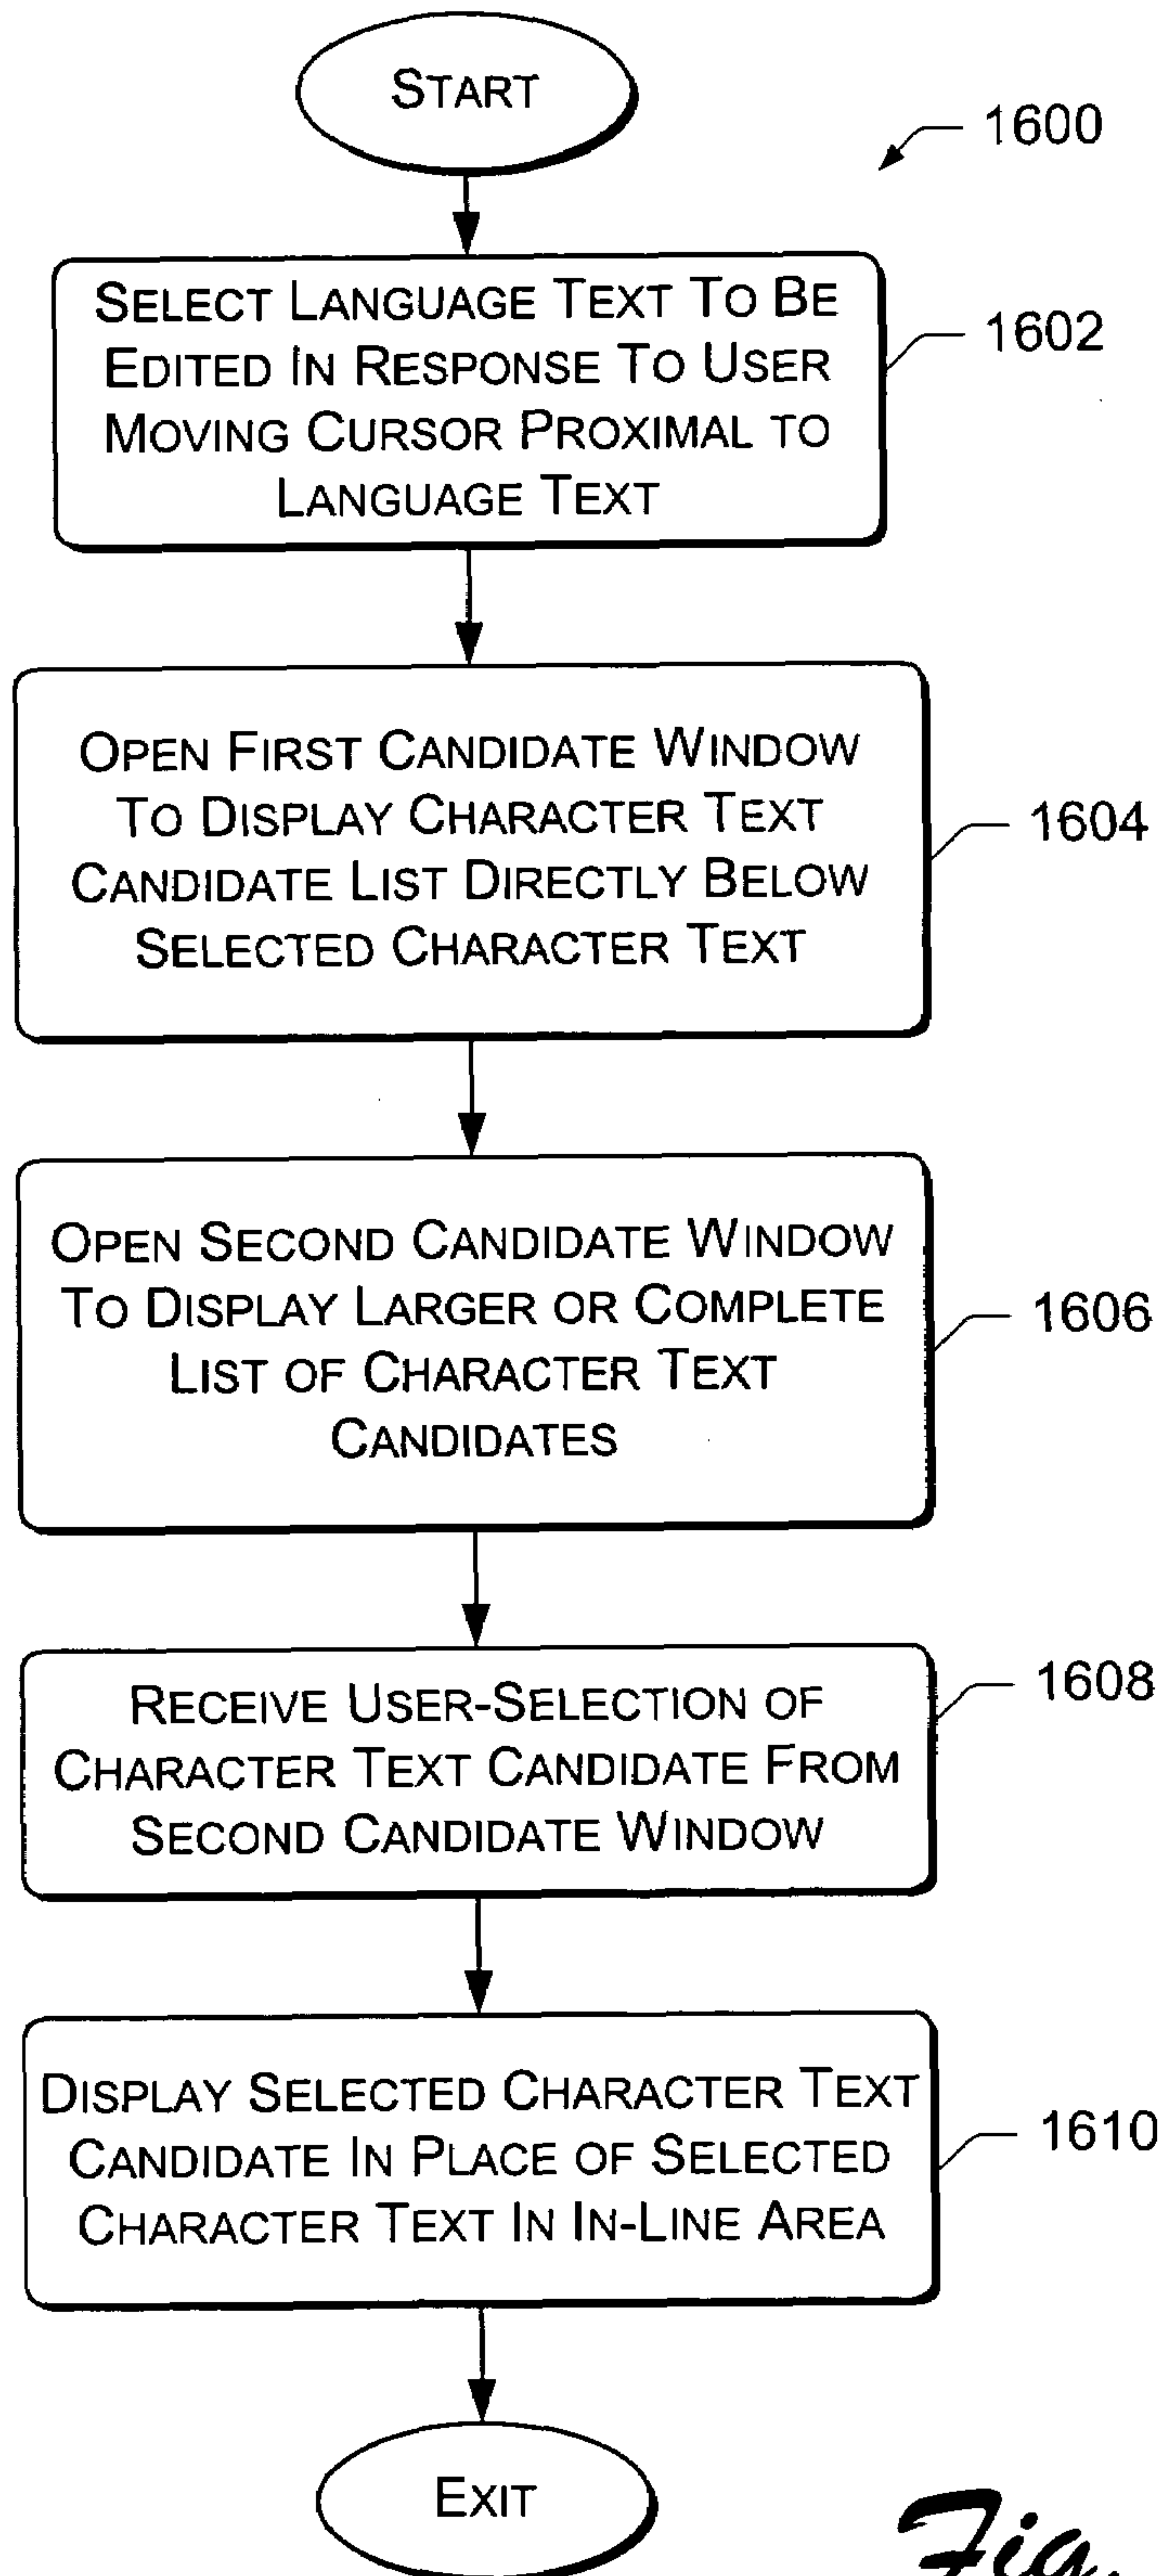 START
1600
SELECT LANGUAGE TEXT TO BE
EDITED IN RESPONSE TO USER
MOVING CURSOR PROXIMAL TO
LANGUAGE TEXT
1602
OPEN FIRST CANDIDATE WINDOW
TO DISPLAY CHARACTER TEXT
CANDIDATE LIST DIRECTLY BELOW
SELECTED CHARACTER TEXT
1604
OPEN SECOND CANDIDATE WINDOW
TO DISPLAY LARGER OR COMPLETE
LIST OF CHARACTER TEXT
CANDIDATES
1606
RECEIVE USER-SELECTION OF
CHARACTER TEXT CANDIDATE FROM
SECOND CANDIDATE WINDOW
1608
DISPLAY SELECTED CHARACTER TEXT
CANDIDATE IN PLACE OF SELECTED
CHARACTER TEXT IN IN-LINE AREA
1610
EXIT
Fig.